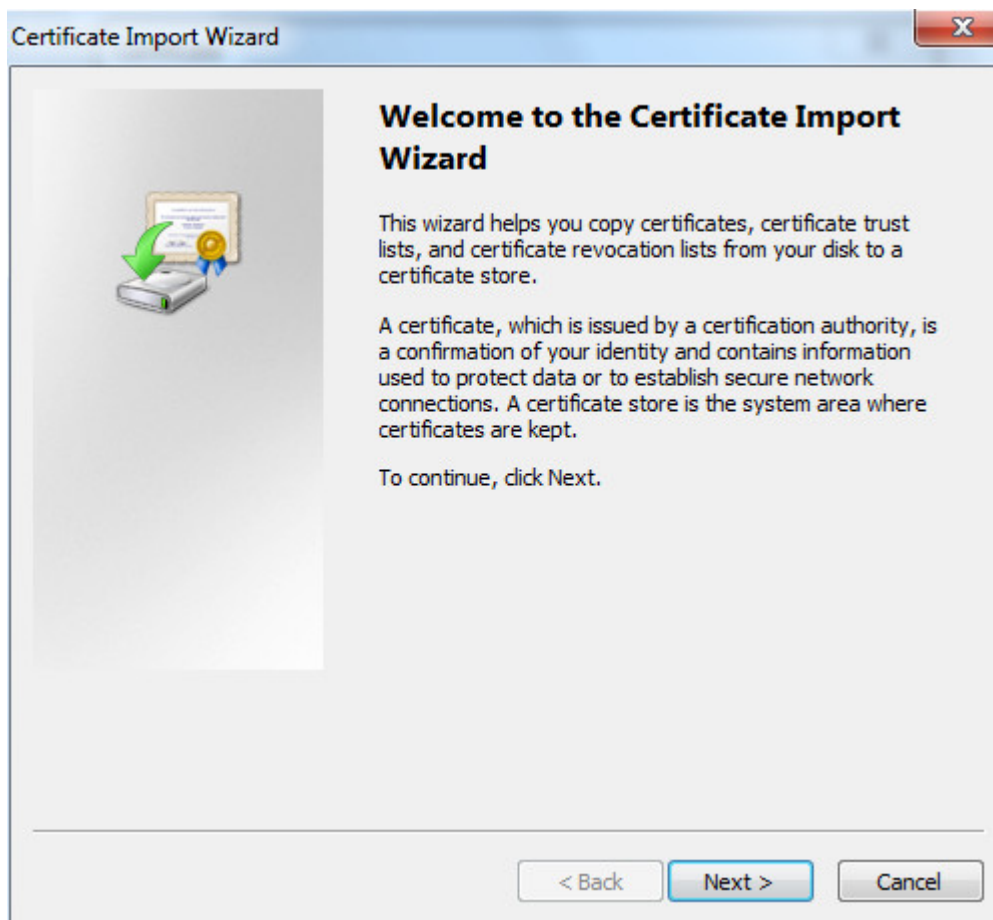 Certificate Import Wizard
Welcome to the Certificate Import
Wizard
This wizard helps you copy certificates, certificate trust
lists, and certificate revocation lists from your disk to a
certificate store.
A certificate, which is issued by a certification authority, is
a confirmation of your identity and contains information
used to protect data or to establish secure network
connections. A certificate store is the system area where
certificates are kept.
To continue, click Next.
< Back
Next >
Cancel